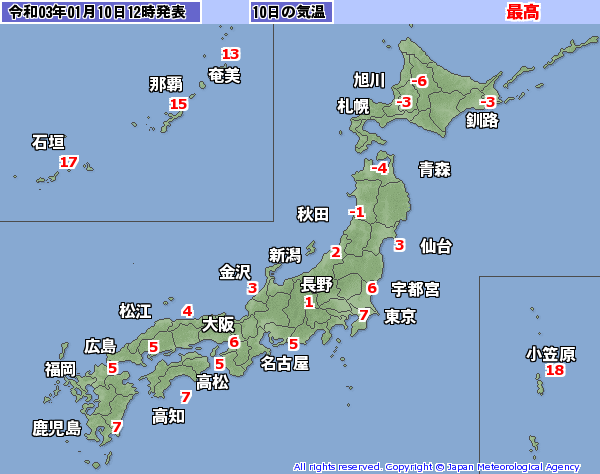 令和03年01月10日12時発表 10日の気温 最高
13
奄美
那覇
15
石垣
17
旭川
-6
札幌
-3
-3
釧路
-4
青森
秋田
-1
3
仙台
新潟
2
金沢
3
長野
1
6
宇都宮
7
東京
松江
4
大阪
6
広島
5
5
名古屋
福岡
5
5
高松
7
高知
鹿児島
7
小笠原
18
All rights reserved. Copyright © Japan Meteorological Agency